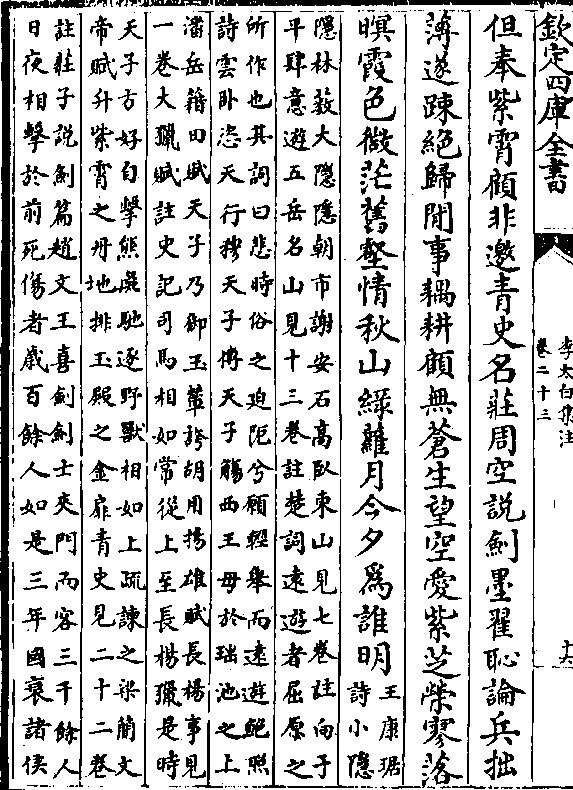 欽定四庫全書
李太白集注
卷二十三
十六
但奉紫霄顧非邀青史名莊周空說劍墨翟恥論兵拙
薄遂疎絶歸閒事耦耕顧無蒼生望空愛紫芝榮寥落
暝霞色微茫舊壑情秋山緑蘿月今夕為誰明王康琚
詩小隱
隱林藪大隱隱朝市謝安石高臥東山見七卷註向子
平肆意遊五岳名山見十三卷註楚詞遠遊者屈原之
所作也其詞曰悲時俗之迫阨兮願輕舉而遠遊鮑照
詩雲卧恣天行穆天子傳天子觴西王母於瑤池之上
潘岳籍田賦天子乃御玉輦誇胡用揚雄賦長楊事見
一卷大獵賦註史記司馬相如常從上至長楊獵是時
天子方好自擊熊彘馳逐野獸相如上疏諫之梁簡文
帝賦升紫霄之丹地排玉殿之金扉青史見二十二卷
註莊子說劍篇趙文王喜劍劍士夾門而客三千餘人
日夜相擊於前死傷者歲百餘人如是三年國衰諸侯